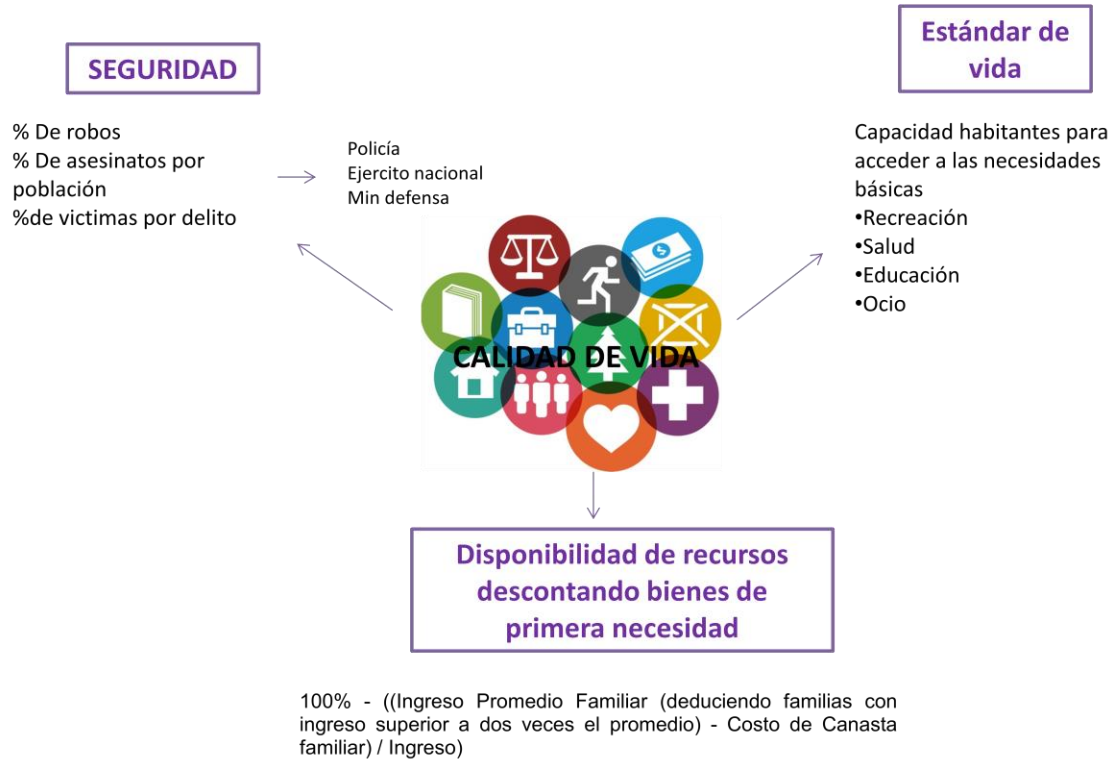 SEGURIDAD
% De robos
% De asesinatos por
población
%de victimas por delito
Policía
Ejercito nacional
Min defensa
Estándar de
vida
Capacidad habitantes para
acceder a las necesidades
básicas
•Recreación
•Salud
•Educación
•Ocio
CALIDAD DE VIDA
Disponibilidad de recursos
descontando bienes de
primera necesidad
100% - ((Ingreso Promedio Familiar (deduciendo familias con
ingreso superior a dos veces el promedio) - Costo de Canasta
familiar) / Ingreso)